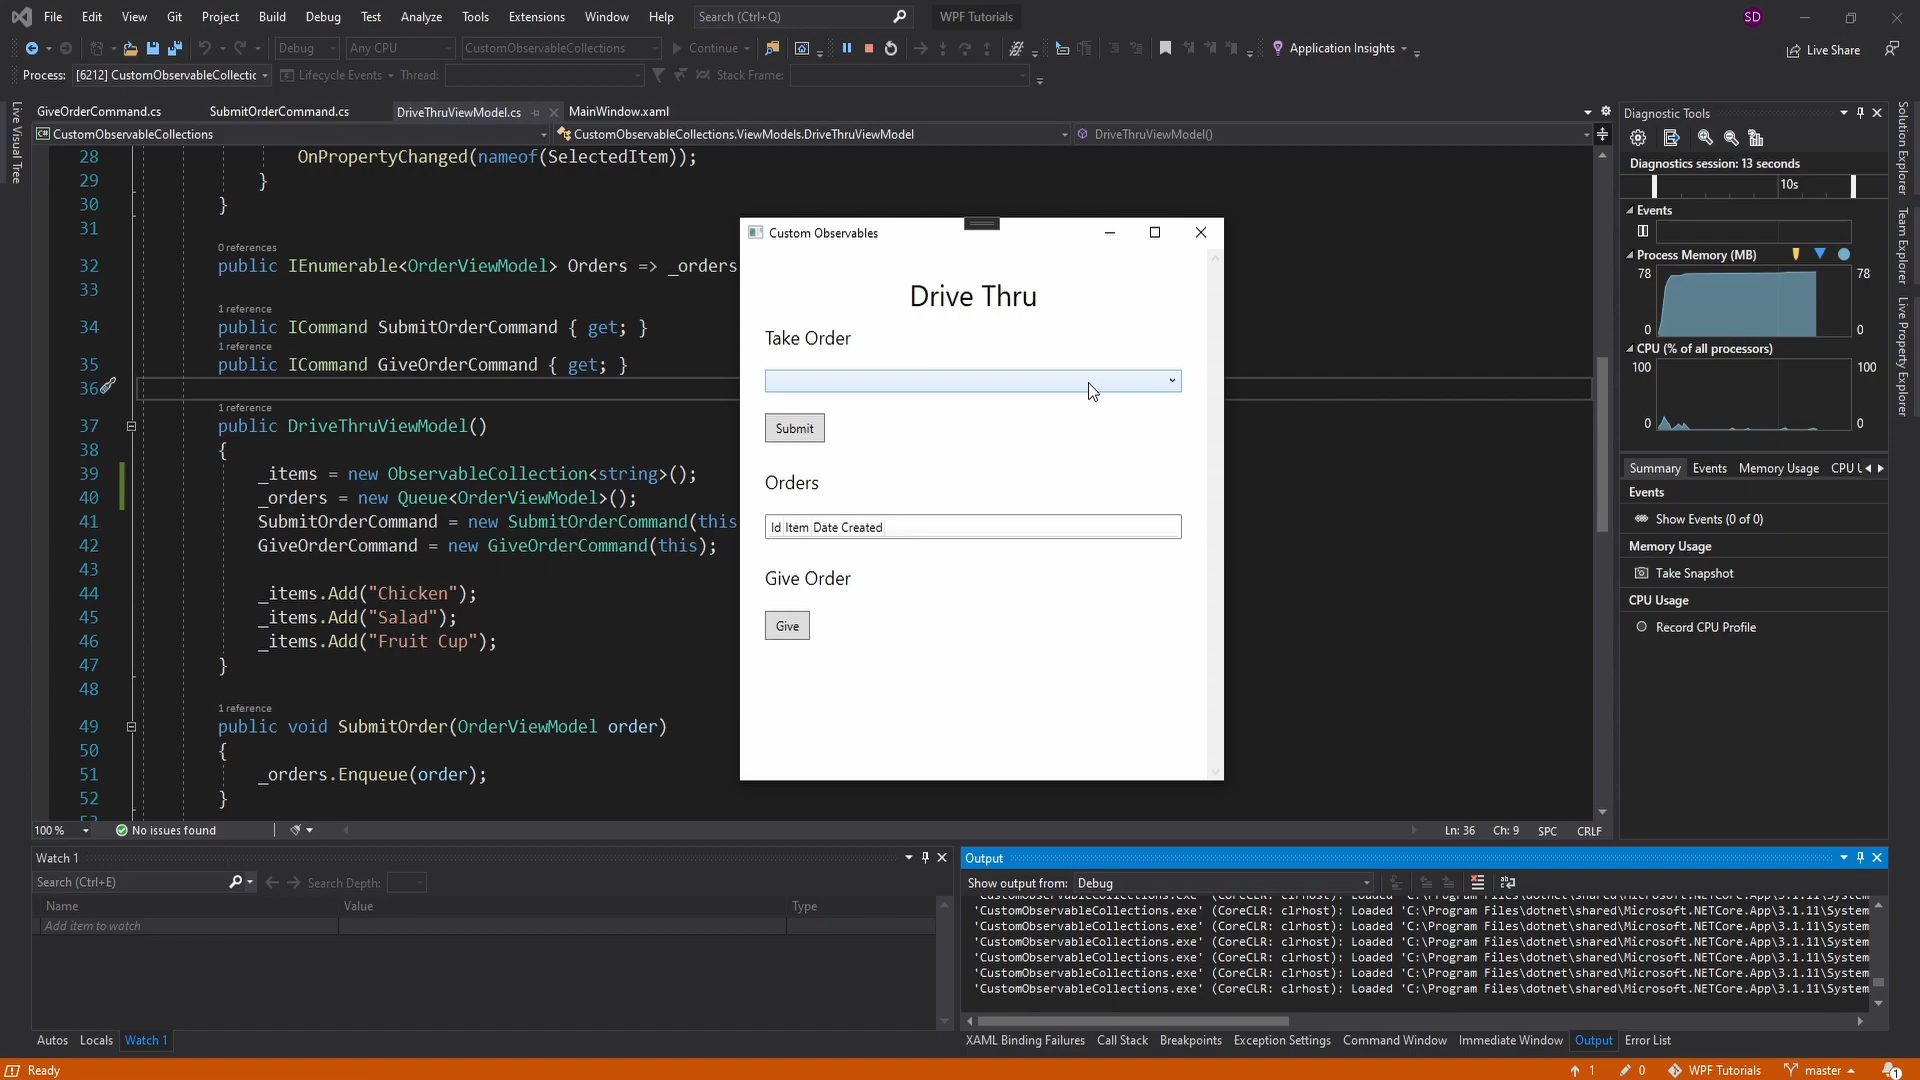 File Edit View Git Project Build Debug Test Analyze Tools Extensions Window Help Search (Ctrl+Q) WPF Tutorials SD
Debug Any CPU CustomObservableCollections Continue Application Insights Live Share
Process: [6212] CustomObservableCollectic Lifecycle Events Thread: Stack Frame:
Live Visual Tree
GiveOrderCommand.cs SubmitOrderCommand.cs DriveThruViewModel.cs MainWindow.xaml
CustomObservableCollections CustomObservableCollections.ViewModels.DriveThruViewModel DriveThruViewModel()
28 OnPropertyChanged(nameof(SelectedItem));
29 }
30 }
31
0 references
32 public IEnumerable<OrderViewModel> Orders => _orders
33
1 reference
34 public ICommand SubmitOrderCommand { get; }
1 reference
35 public ICommand GiveOrderCommand { get; }
36
1 reference
37 public DriveThruViewModel()
38 {
39 _items = new ObservableCollection<string>();
40 _orders = new Queue<OrderViewModel>();
41 SubmitOrderCommand = new SubmitOrderCommand(this
42 GiveOrderCommand = new GiveOrderCommand(this);
43
44 _items.Add("Chicken");
45 _items.Add("Salad");
46 _items.Add("Fruit Cup");
47 }
48
1 reference
49 public void SubmitOrder(OrderViewModel order)
50 {
51 _orders.Enqueue(order);
52 }
100 % No issues found Ln: 36 Ch: 9 SPC CRLF
Custom Observables
Drive Thru
Take Order
Submit
Orders
Id Item Date Created
Give Order
Give
Diagnostic Tools
Diagnostics session: 13 seconds
10s
Events
Process Memory (MB)
78 78
0 0
CPU (% of all processors)
100 100
0 0
Summary Events Memory Usage CPU U
Events
Show Events (0 of 0)
Memory Usage
Take Snapshot
CPU Usage
Record CPU Profile
Solution Explorer
Team Explorer
Live Property Explorer
Watch 1
Search (Ctrl+E) Search Depth:
Name Value Type
Add item to watch
Autos Locals Watch 1
Output
Show output from: Debug
'CustomObservableCollections.exe' (CoreCLR: clrhost): Loaded 'C:\Program Files\dotnet\shared\Microsoft.NETCore.App\3.1.11\System
'CustomObservableCollections.exe' (CoreCLR: clrhost): Loaded 'C:\Program Files\dotnet\shared\Microsoft.NETCore.App\3.1.11\System
'CustomObservableCollections.exe' (CoreCLR: clrhost): Loaded 'C:\Program Files\dotnet\shared\Microsoft.NETCore.App\3.1.11\System
'CustomObservableCollections.exe' (CoreCLR: clrhost): Loaded 'C:\Program Files\dotnet\shared\Microsoft.NETCore.App\3.1.11\System
'CustomObservableCollections.exe' (CoreCLR: clrhost): Loaded 'C:\Program Files\dotnet\shared\Microsoft.NETCore.App\3.1.11\System
'CustomObservableCollections.exe' (CoreCLR: clrhost): Loaded 'C:\Program Files\dotnet\shared\Microsoft.NETCore.App\3.1.11\System
XAML Binding Failures Call Stack Breakpoints Exception Settings Command Window Immediate Window Output Error List
Ready 1 0 WPF Tutorials master 1